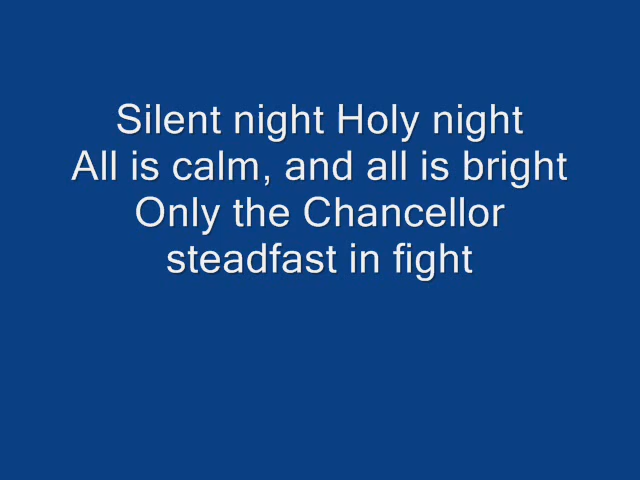 Silent night Holy night
All is calm, and all is bright
Only the Chancellor
steadfast in fight